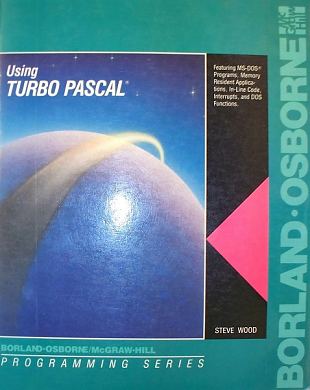 Using
TURBO PASCAL®
Featuring MS-DOS®
Programs, Memory
Resident Applica-
tions, In-Line Code,
Interrupts, and DOS
Functions.
STEVE WOOD
BORLAND·OSBORNE/McGRAW-HILL
PROGRAMMING SERIES
BORLAND·OSBORNE